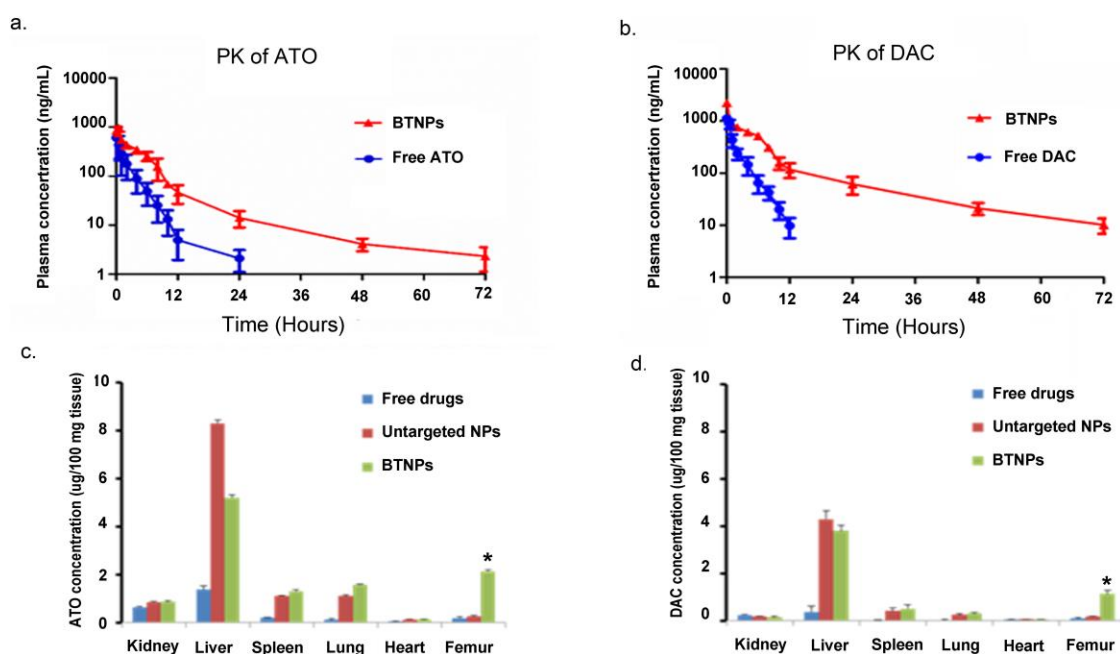 a.
PK of ATO
Plasma concertration (ng/mL)
10000
1000
100
10
1
BTNPs
Free ATO
0 12 24 36 48 60 72
Time (Hours)
b.
PK of DAC
Plasma concertration (ng/mL)
10000
1000
100
10
1
BTNPs
Free DAC
0 12 24 36 48 60 72
Time (Hours)
c.
ATO concentration (ug/100 mg tissue)
10
8
6
4
2
0
Free drugs
Untargeted NPs
BTNPs
*
Kidney Liver Spleen Lung Heart Femur
d.
DAC concentration (ug/100 mg tissue)
10
8
6
4
2
0
Free drugs
Untargeted NPs
BTNPs
*
Kidney Liver Spleen Lung Heart Femur